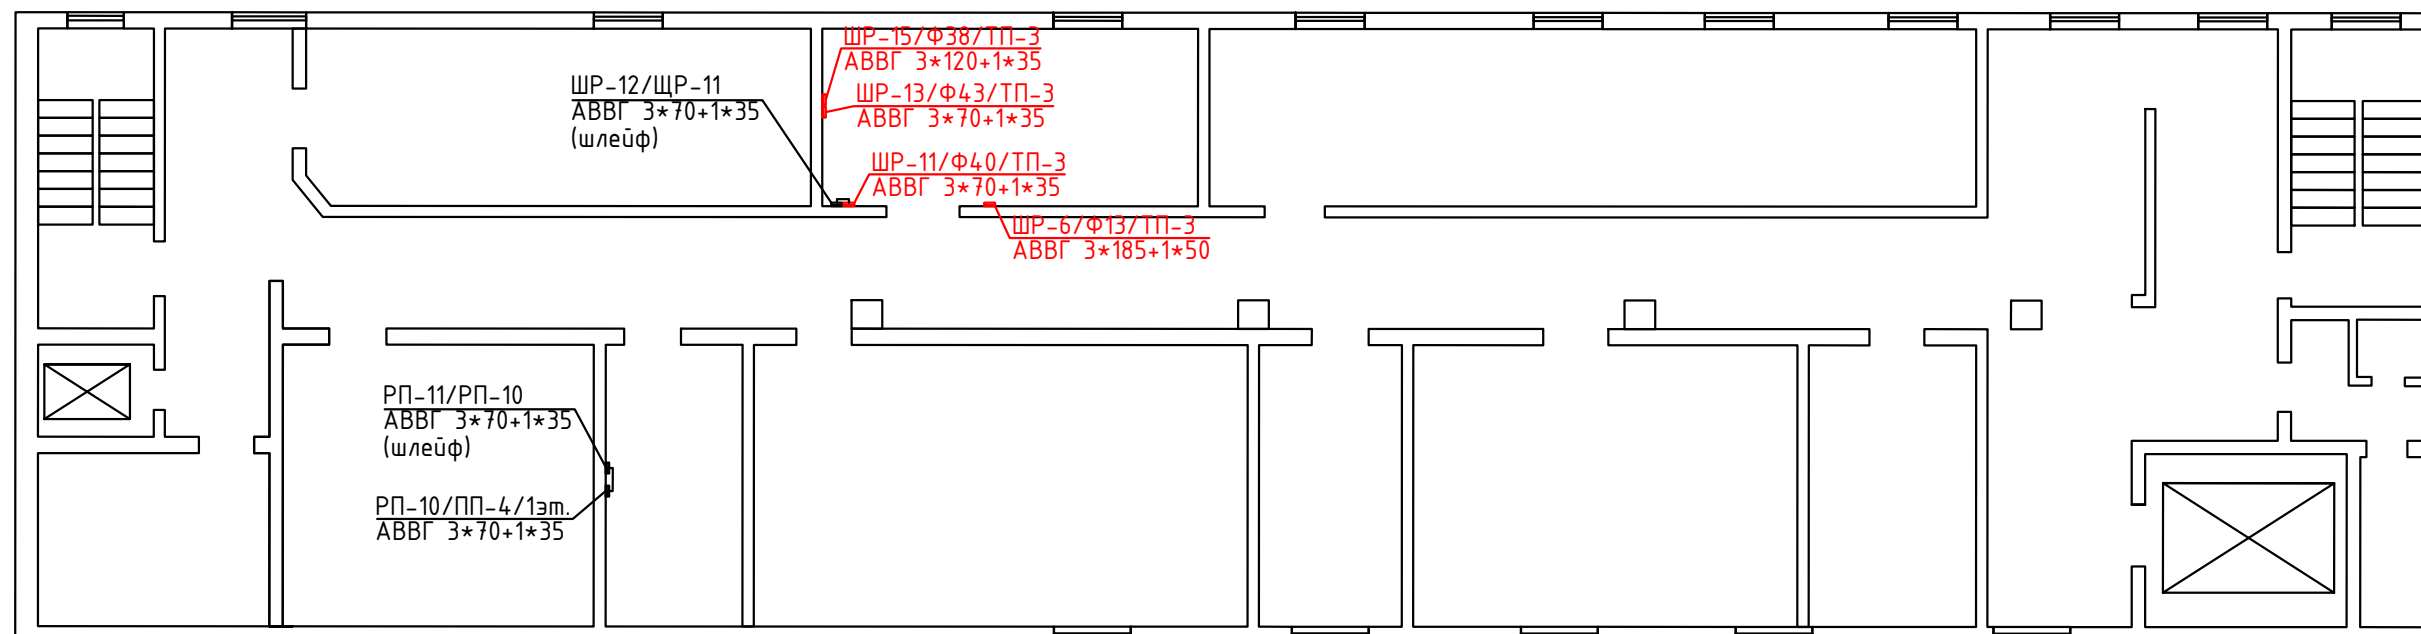 ШР-15/Ф38/ТП-3
АВВГ 3*120+1*35
ШР-12/ЩР-11
АВВГ 3*70+1*35
(шлейф)
ШР-13/Ф43/ТП-3
АВВГ 3*70+1*35
ШР-11/Ф40/ТП-3
АВВГ 3*70+1*35
ШР-6/Ф13/ТП-3
АВВГ 3*185+1*50
РП-11/РП-10
АВВГ 3*70+1*35
(шлейф)
РП-10/ПП-4/1эт.
АВВГ 3*70+1*35